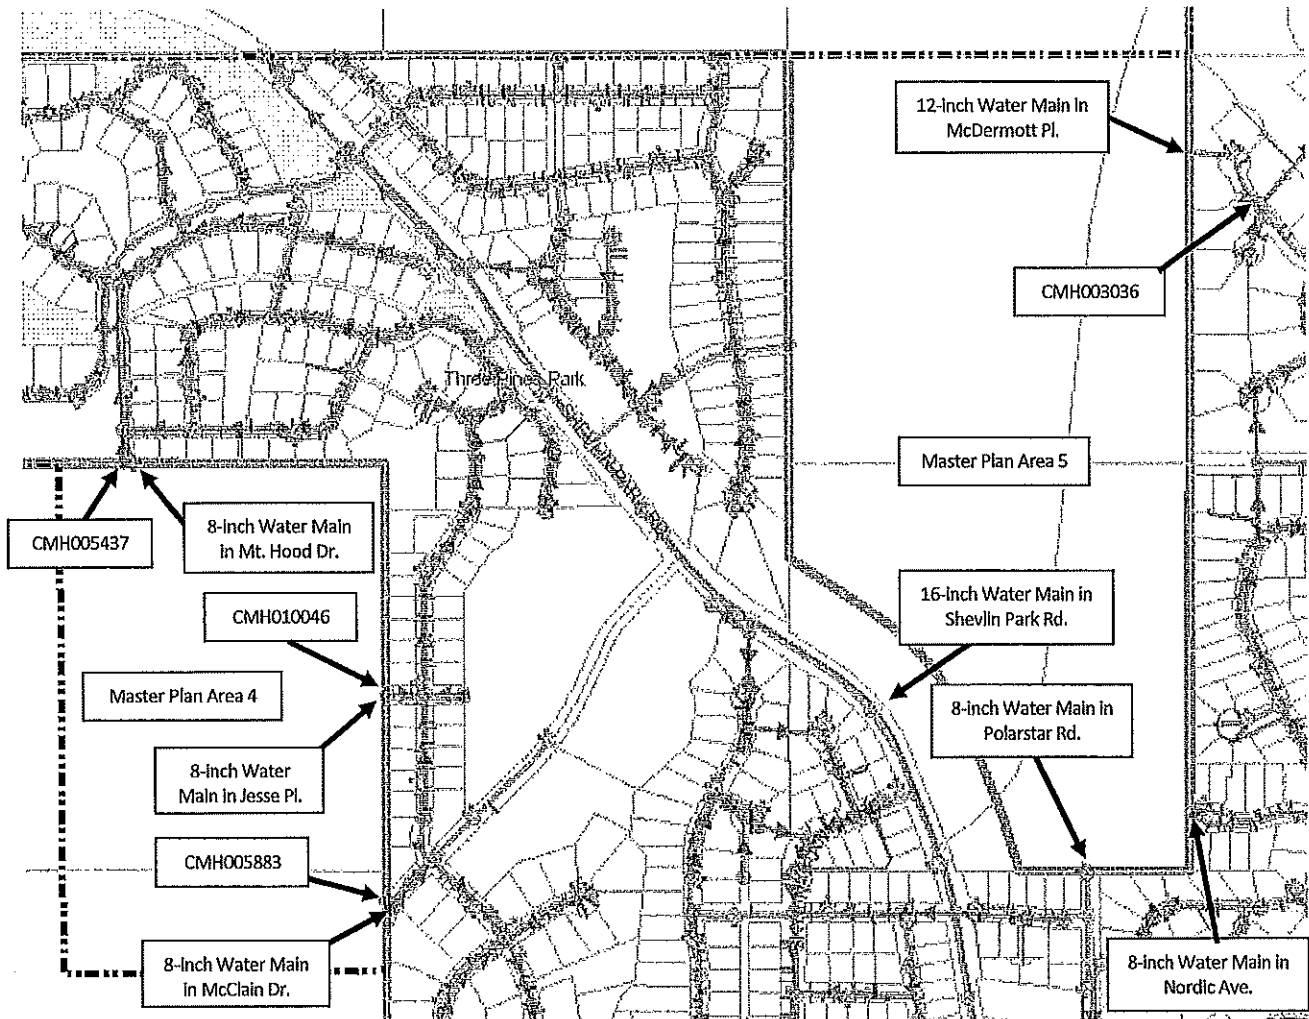 12-inch Water Main in
McDermott Pl.
CMH003036
Three Pines Park
SHEVLIN PARK RD
Master Plan Area 5
CMH005437
8-inch Water Main
in Mt. Hood Dr.
16-inch Water Main in
Shevlin Park Rd.
CMH010046
Master Plan Area 4
8-inch Water Main in
Polarstar Rd.
8-inch Water
Main in Jesse Pl.
CMH005883
8-inch Water Main
in McClain Dr.
8-inch Water Main in
Nordic Ave.